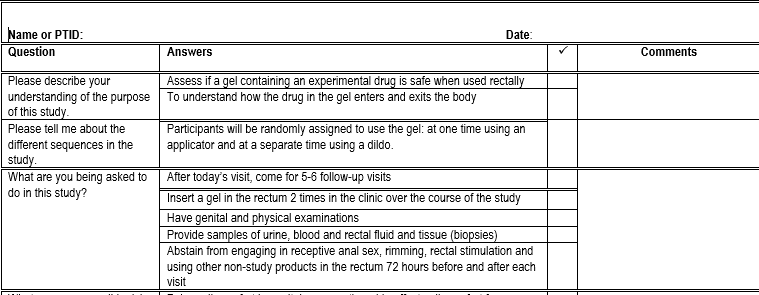 Name or PTID: Date:
Question Answers ✓ Comments
Please describe your
understanding of the purpose
of this study.
Assess if a gel containing an experimental drug is safe when used rectally
To understand how the drug in the gel enters and exits the body
Please tell me about the
different sequences in the
study.
Participants will be randomly assigned to use the gel: at one time using an
applicator and at a separate time using a dildo.
What are you being asked to
do in this study?
After today's visit, come for 5-6 follow-up visits
Insert a gel in the rectum 2 times in the clinic over the course of the study
Have genital and physical examinations
Provide samples of urine, blood and rectal fluid and tissue (biopsies)
Abstain from engaging in receptive anal sex, rimming, rectal stimulation and
using other non-study products in the rectum 72 hours before and after each
visit